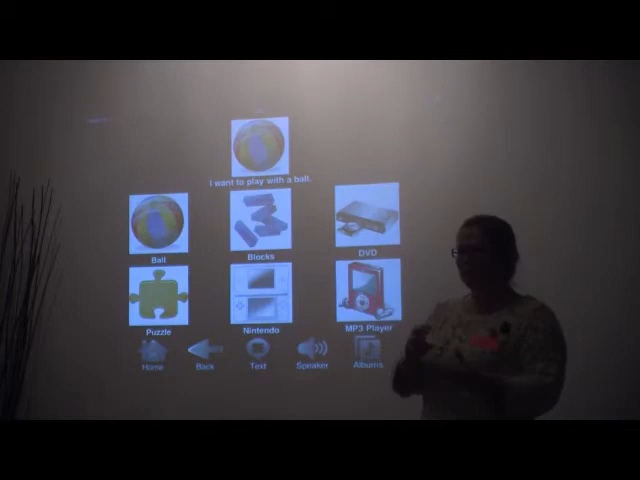 I want to play with a ball.
Ball
Blocks
DVD
Puzzle
Nintendo
MP3 Player
Home
Back
Text
Speaker
Albums